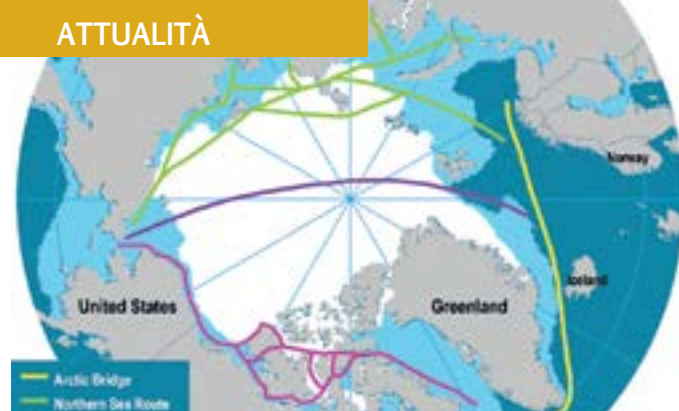 ATTUALITÀ
Norway
Iceland
United States
Greenland
Arctic Bridge
Northern Sea Route